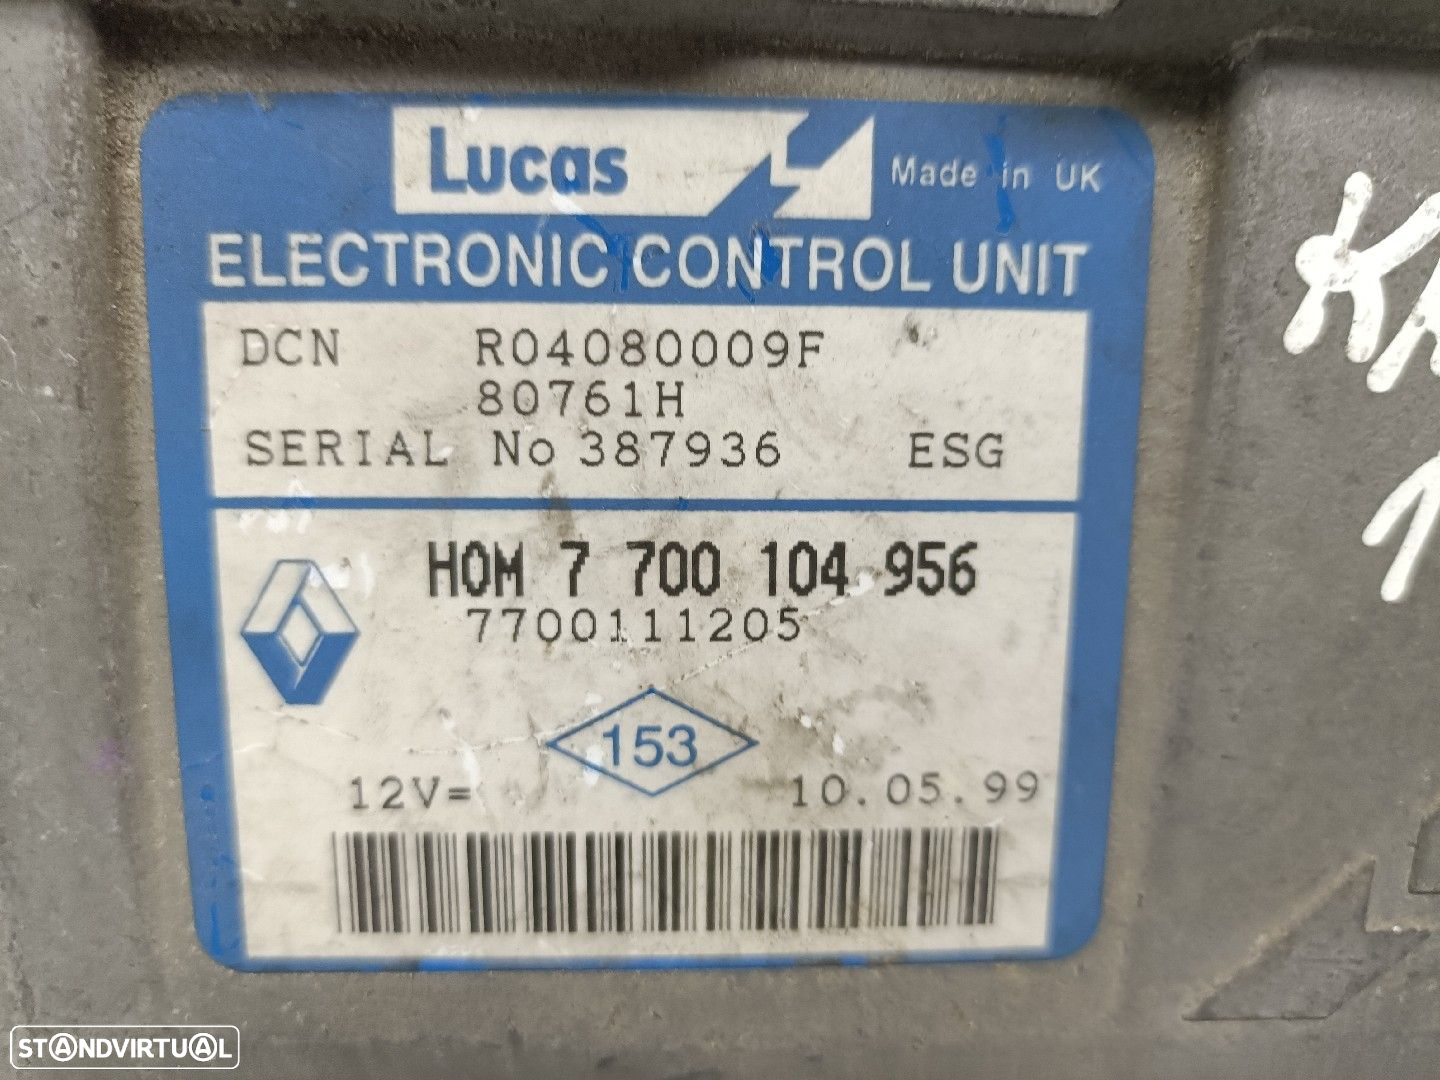 Lucas
Made in UK
ELECTRONIC CONTROL UNIT
DCN R04080009F
80761H
SERIAL No 387936 ESG
HOM 7 700 104 956
7700111205
153
12V= 10.05.99
STANDVIRTUAL